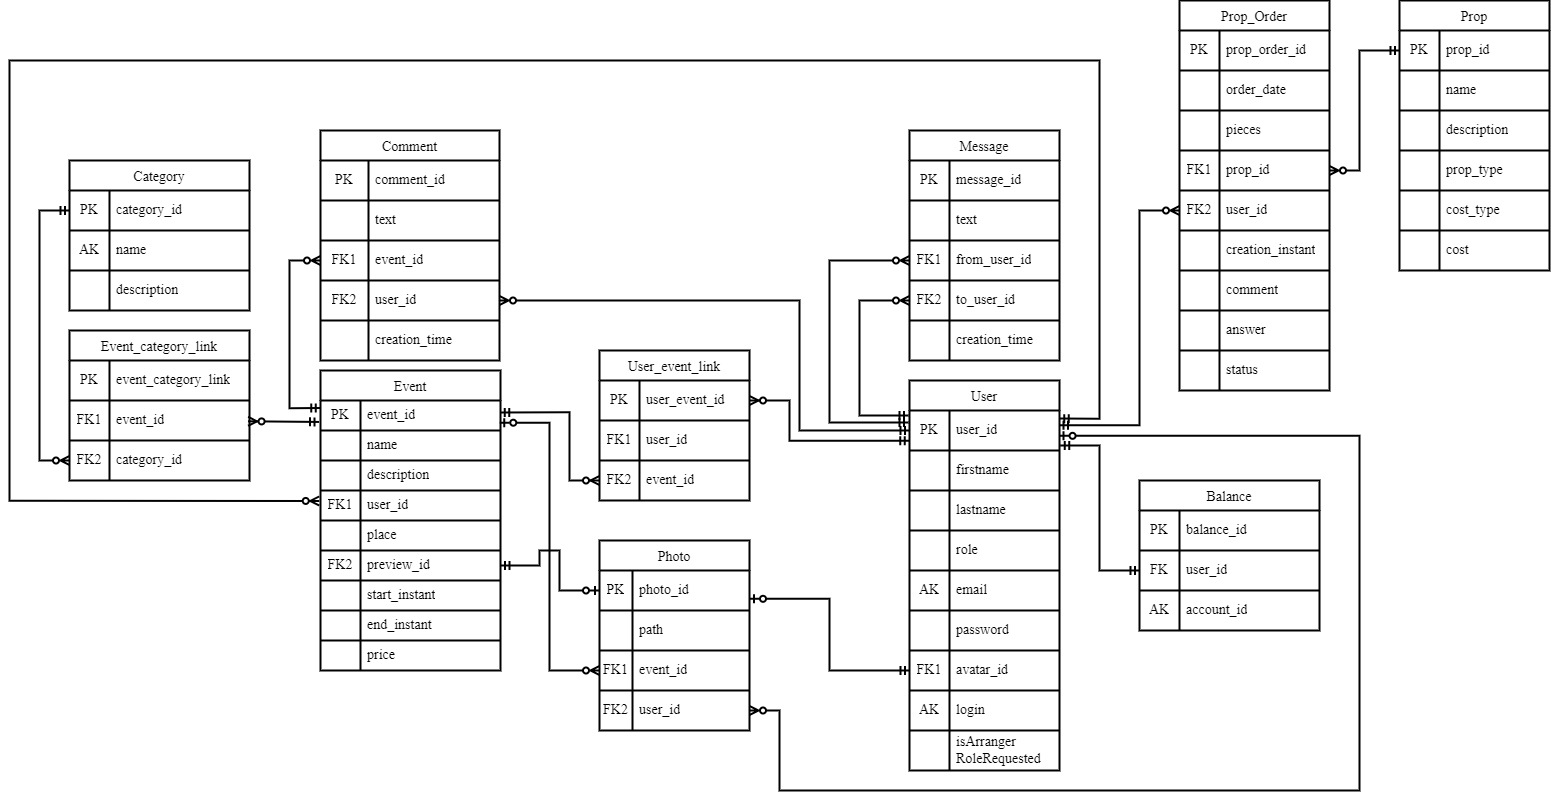 Prop_Order
PK prop_order_id
order_date
pieces
FK1 prop_id
FK2 user_id
creation_instant
comment
answer
status
Prop
PK prop_id
name
description
prop_type
cost_type
cost
Category
PK category_id
AK name
description
Event_category_link
PK event_category_link
FK1 event_id
FK2 category_id
Comment
PK comment_id
text
FK1 event_id
FK2 user_id
creation_time
Event
PK event_id
name
description
FK1 user_id
place
FK2 preview_id
start_instant
end_instant
price
User_event_link
PK user_event_id
FK1 user_id
FK2 event_id
Photo
PK photo_id
path
FK1 event_id
FK2 user_id
Message
PK message_id
text
FK1 from_user_id
FK2 to_user_id
creation_time
User
PK user_id
firstname
lastname
role
AK email
password
FK1 avatar_id
AK login
isArranger
RoleRequested
Balance
PK balance_id
FK user_id
AK account_id